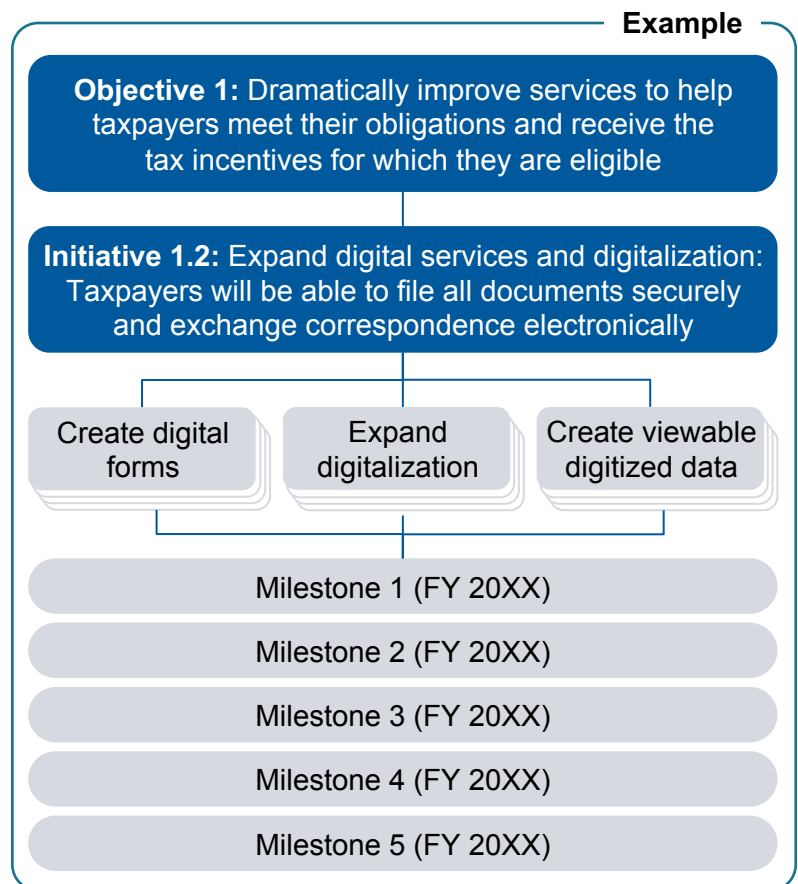 Example
Objective 1: Dramatically improve services to help
taxpayers meet their obligations and receive the
tax incentives for which they are eligible
Initiative 1.2: Expand digital services and digitalization:
Taxpayers will be able to file all documents securely
and exchange correspondence electronically
Create digital
forms
Expand
digitalization
Create viewable
digitized data
Milestone 1 (FY 20XX)
Milestone 2 (FY 20XX)
Milestone 3 (FY 20XX)
Milestone 4 (FY 20XX)
Milestone 5 (FY 20XX)